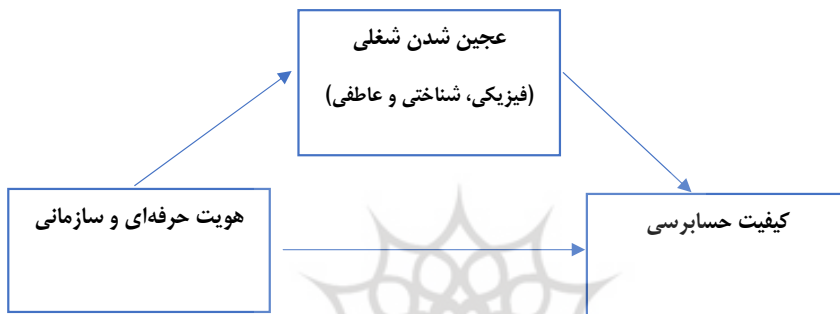 عجین شدن شغلی
(فیزیکی، شناختی و عاطفی)
هویت حرفه‌ای و سازمانی
کیفیت حسابرسی